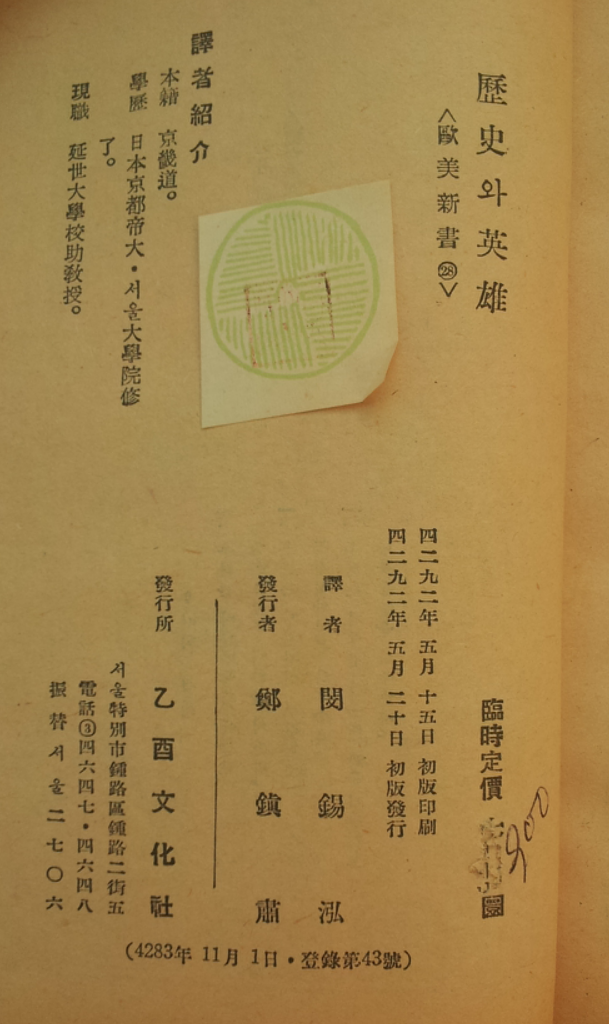 歷史와英雄
<歐美新書㉘>
譯者紹介
本籍 京畿道。
學歷 日本京都帝大·서울大學院修
了。
現職 延世大學校助敎授。
臨時定價
圜
200
四二九二年 五月 十五日 初版印刷
四二九二年 五月 二十日 初版發行
譯者 閔錫泓
發行者 鄭鎭肅
發行所 乙酉文化社
서울特別市鍾路區鍾路二街五
電話③四六四七·四六四八
振替서울二七〇六
(4283年 11月 1日·登錄第43號)